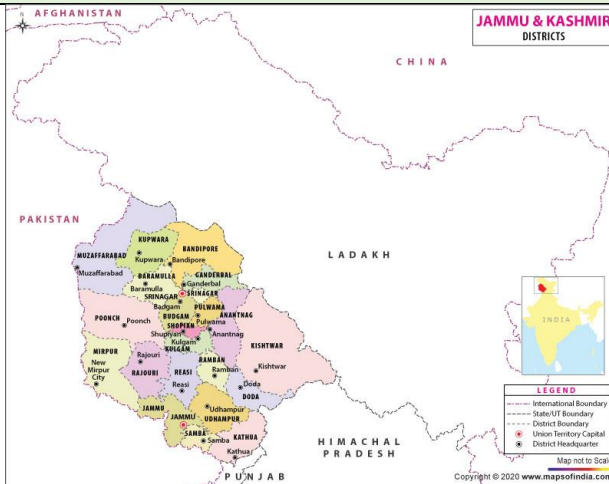 AFGHANISTAN
JAMMU & KASHMIR
DISTRICTS
CHINA
PAKISTAN
LADAKH
KUPWARA
Kupwara
BANDIPORE
Bandipore
MUZAFFARABAD
Muzaffarabad
BARAMULLA
Baramulla
GANDERBAL
Ganderbal
SRINAGAR
SRINAGAR
Badgam
BUDGAM
PULWAMA
Pulwama
ANANTNAG
Anantnag
SHOPIAN
Shupiyan
Kulgam
KULGAM
POONCH
Poonch
KISHTWAR
Kishtwar
MIRPUR
New
Mirpur
City
Rajouri
RAJOURI
REASI
Reasi
RAMBAN
Ramban
Doda
DODA
JAMMU
JAMMU
Udhampur
UDHAMPUR
SAMBA
Samba
KATHUA
Kathua
HIMACHAL
PRADESH
PUNJAB
INDIA
LEGEND
International Boundary
State/UT Boundary
District Boundary
Union Territory Capital
District Headquarter
Map not to Scale
Copyright © 2020 www.mapsofindia.com